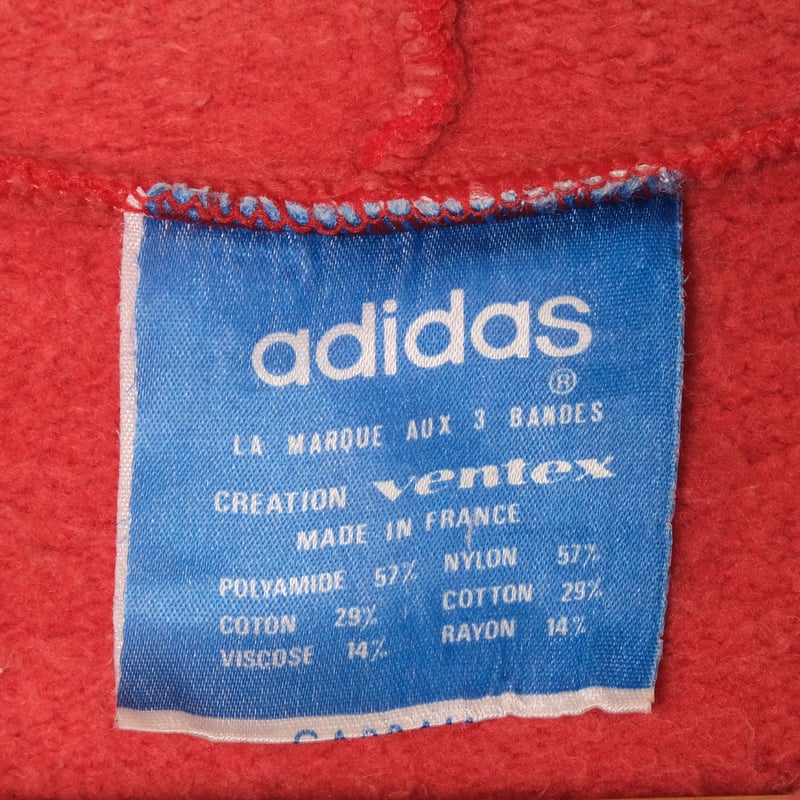 adidas
®
LA MARQUE AUX 3 BANDES
CREATION ventex
MADE IN FRANCE
POLYAMIDE 57% NYLON 57%
COTON 29% COTTON 29%
VISCOSE 14% RAYON 14%